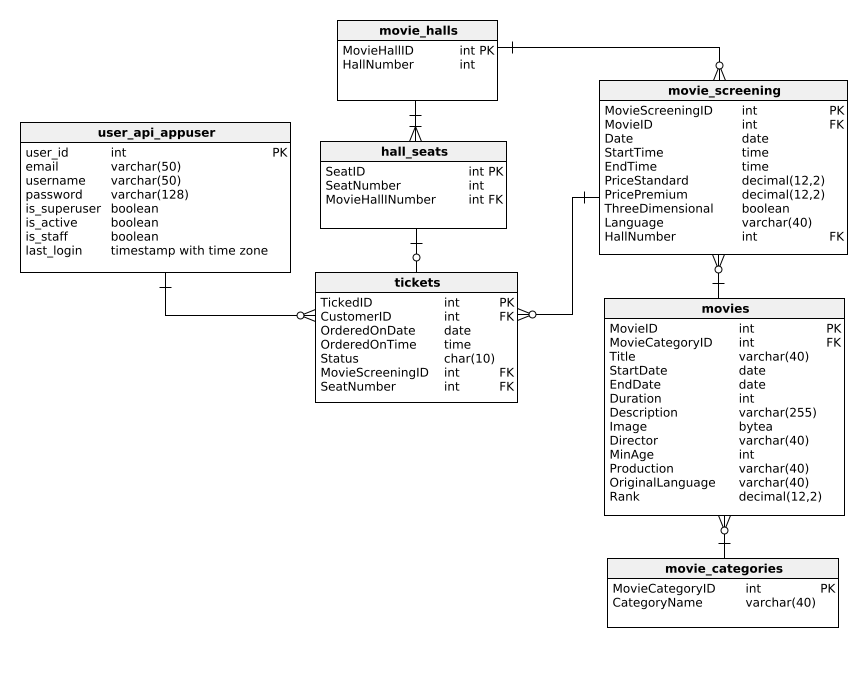 movie_halls
MovieHallID int PK
HallNumber int
movie_screening
MovieScreeningID int PK
MovieID int FK
Date date
StartTime time
EndTime time
PriceStandard decimal(12,2)
PricePremium decimal(12,2)
ThreeDimensional boolean
Language varchar(40)
HallNumber int FK
user_api_appuser
user_id int PK
email varchar(50)
username varchar(50)
password varchar(128)
is_superuser boolean
is_active boolean
is_staff boolean
last_login timestamp with time zone
hall_seats
SeatID int PK
SeatNumber int
MovieHallINumber int FK
tickets
TickedID int PK
CustomerID int FK
OrderedOnDate date
OrderedOnTime time
Status char(10)
MovieScreeningID int FK
SeatNumber int FK
movies
MovieID int PK
MovieCategoryID int FK
Title varchar(40)
StartDate date
EndDate date
Duration int
Description varchar(255)
Image bytea
Director varchar(40)
MinAge int
Production varchar(40)
OriginalLanguage varchar(40)
Rank decimal(12,2)
movie_categories
MovieCategoryID int PK
CategoryName varchar(40)